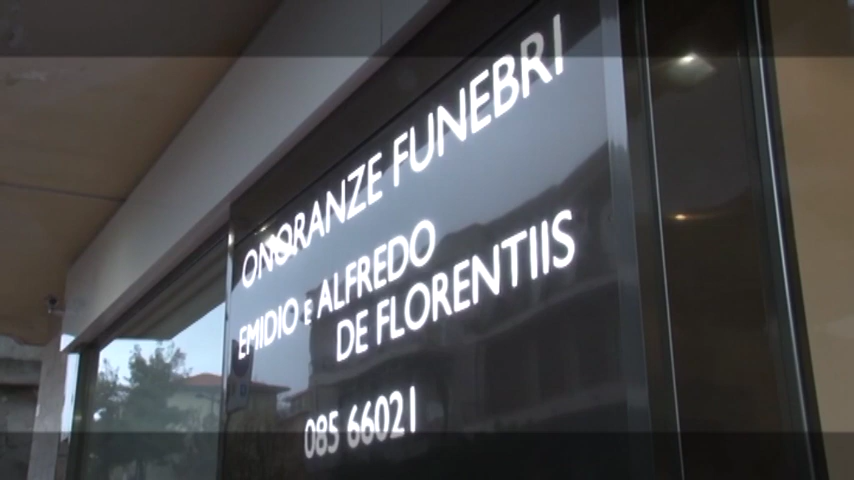 ONORANZE FUNEBRI
EMIDIO E ALFREDO
DE FLORENTIIS
085 66021